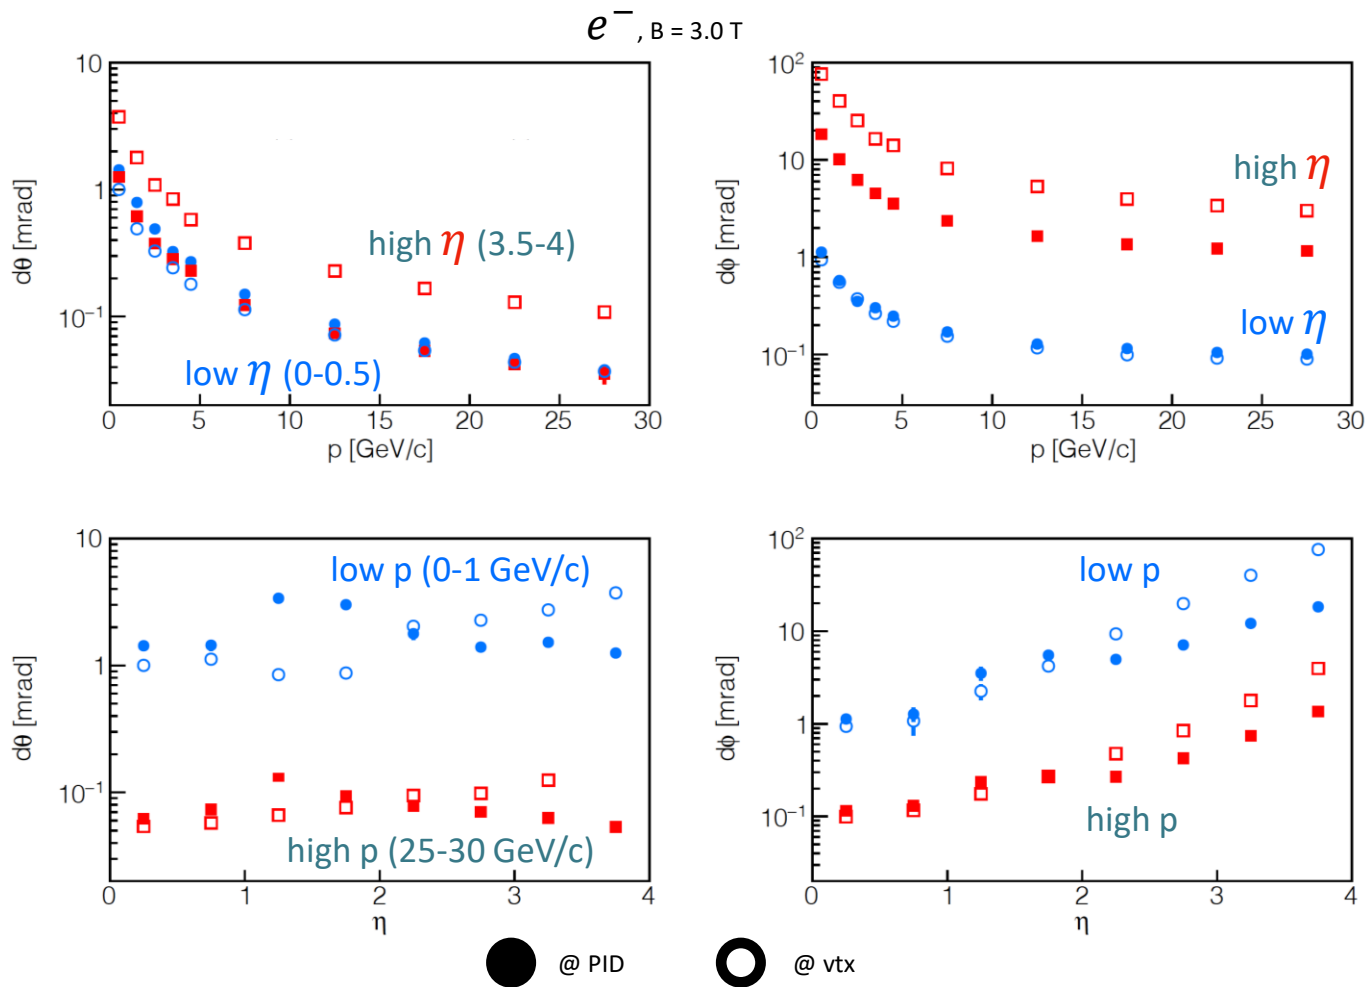 e⁻, B = 3.0 T
10
1
10⁻¹
dθ [mrad]
high η (3.5-4)
low η (0-0.5)
0 5 10 15 20 25 30
p [GeV/c]
10²
10
1
10⁻¹
dϕ [mrad]
high η
low η
0 5 10 15 20 25 30
p [GeV/c]
10
1
10⁻¹
dθ [mrad]
low p (0-1 GeV/c)
high p (25-30 GeV/c)
0 1 2 3 4
η
10²
10
1
10⁻¹
dϕ [mrad]
low p
high p
0 1 2 3 4
η
@ PID
@ vtx